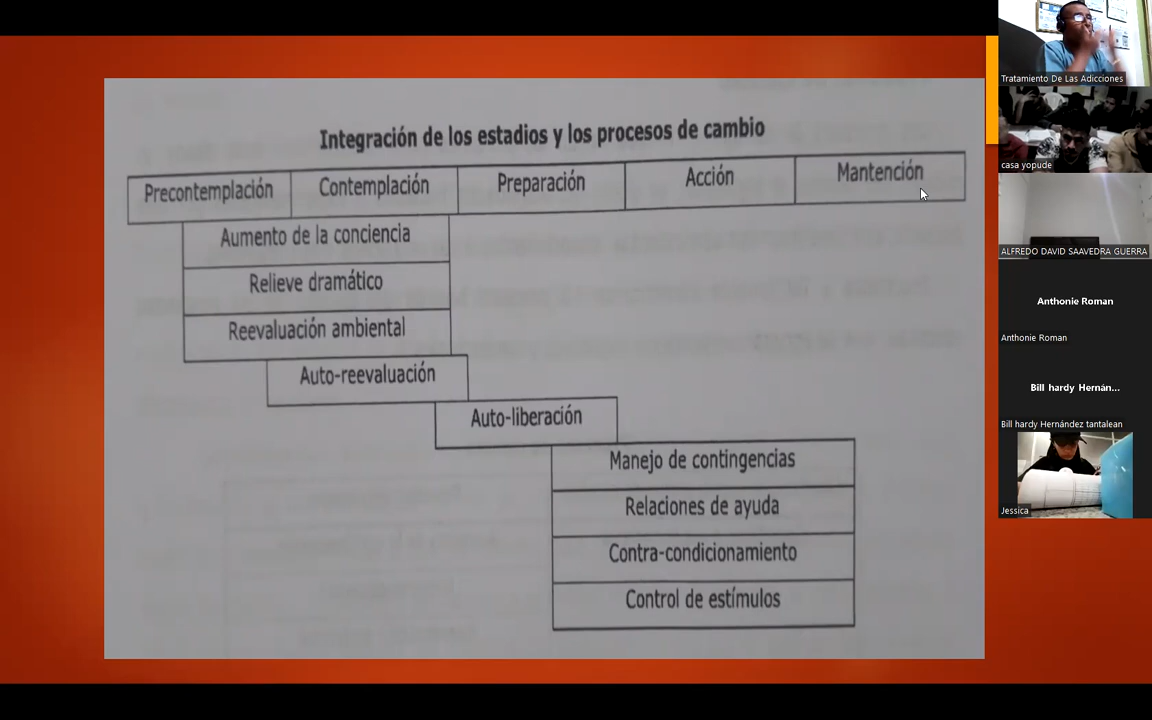 Integración de los estadios y los procesos de cambio
Precontemplación
Contemplación
Preparación
Acción
Mantención
Aumento de la conciencia
Relieve dramático
Reevaluación ambiental
Auto-reevaluación
Auto-liberación
Manejo de contingencias
Relaciones de ayuda
Contra-condicionamiento
Control de estímulos
Tratamiento De Las Adicciones
casa yopude
ALFREDO DAVID SAAVEDRA GUERRA
Anthonie Roman
Anthonie Roman
Bill hardy Hernán...
Bill hardy Hernández tantalean
Jessica